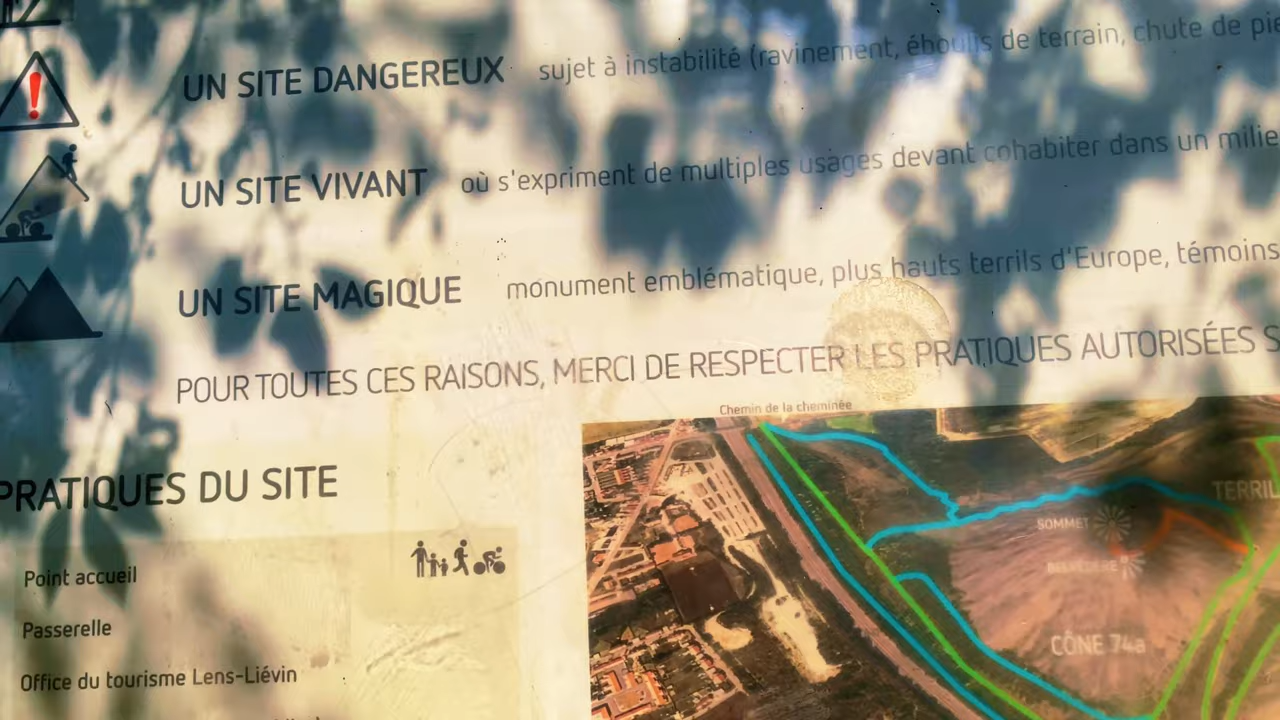 UN SITE DANGEREUX sujet à instabilité (ravinement, éboulis de terrain, chute de
UN SITE VIVANT où s'expriment de multiples usages devant cohabiter dans un
UN SITE MAGIQUE monument emblématique, plus hauts terrils d'Europe, témoins
POUR TOUTES CES RAISONS, MERCI DE RESPECTER LES PRATIQUES AUTORISÉES
Chemin de la cheminée
PRATIQUES DU SITE
TERRIL
SOMMET
BELVÉDÈRE
CÔNE 74a
Point accueil
Passerelle
Office du tourisme Lens-Liévin